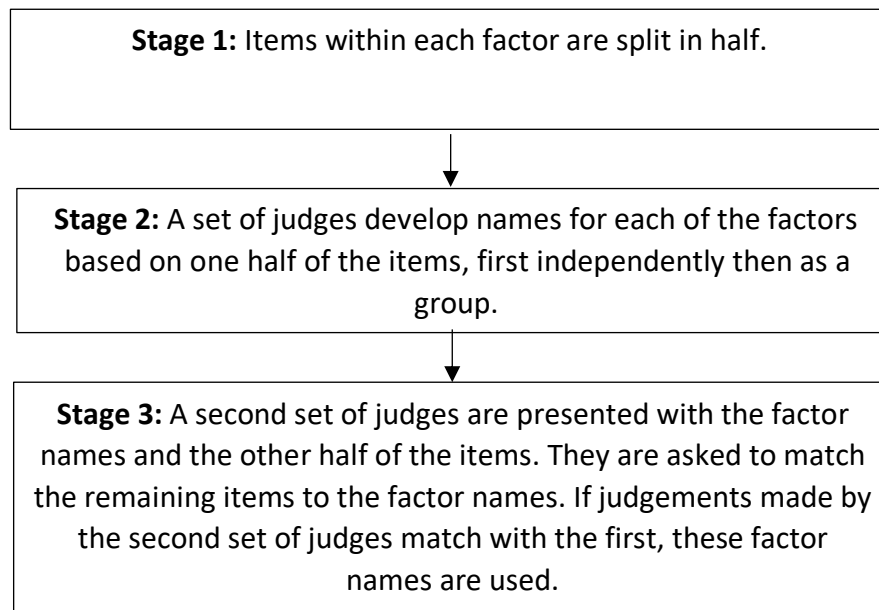 Stage 1: Items within each factor are split in half.
Stage 2: A set of judges develop names for each of the factors
based on one half of the items, first independently then as a
group.
Stage 3: A second set of judges are presented with the factor
names and the other half of the items. They are asked to match
the remaining items to the factor names. If judgements made by
the second set of judges match with the first, these factor
names are used.